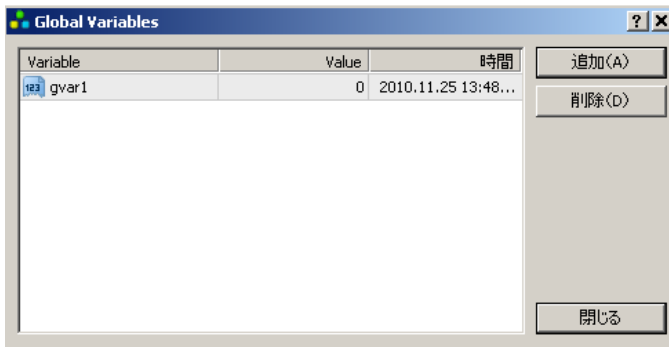 Global Variables
Variable Value 時間
123 gvar1 0 2010.11.25 13:48...
追加(A)
削除(D)
閉じる